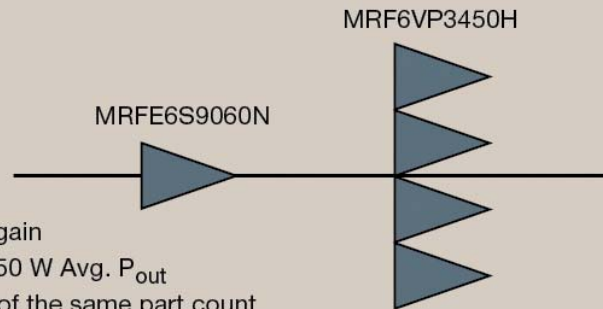 MRF6VP3450H
MRFE6S9060N
gain
50 W Avg. Pout
of the same part count